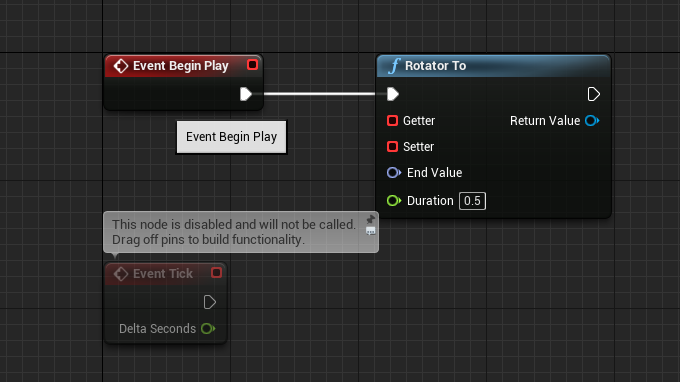 Event Begin Play
Rotator To
Getter
Return Value
Setter
Event Begin Play
End Value
Duration 0.5
This node is disabled and will not be called.
Drag off pins to build functionality.
Event Tick
Delta Seconds